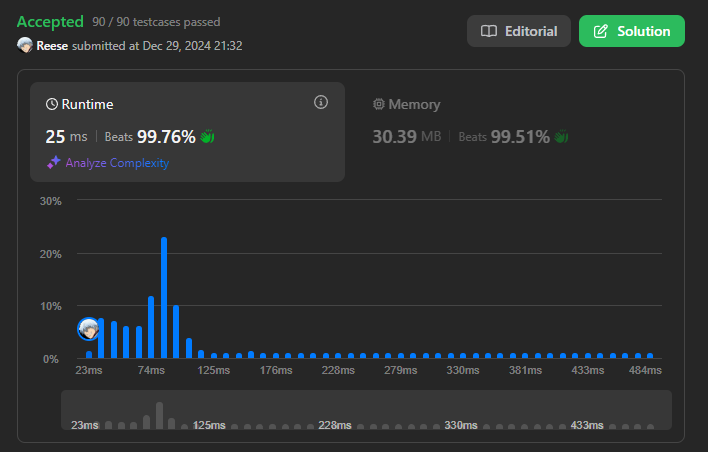 Accepted 90 / 90 testcases passed
Reese submitted at Dec 29, 2024 21:32
Editorial
Solution
Runtime
25 ms | Beats 99.76%
Analyze Complexity
Memory
30.39 MB | Beats 99.51%
30%
20%
10%
0%
23ms 74ms 125ms 176ms 228ms 279ms 330ms 381ms 433ms 484ms
23ms 125ms 228ms 330ms 433ms